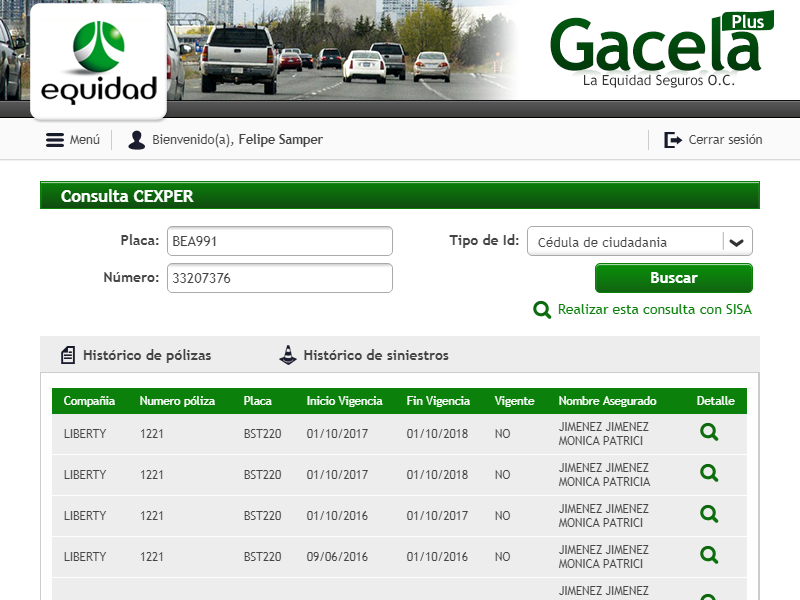 equidad
Gacela Plus
La Equidad Seguros O.C.
Menú
Bienvenido(a), Felipe Samper
Cerrar sesión
Consulta CEXPER
Placa: BEA991
Tipo de Id: Cédula de ciudadania
Número: 33207376
Buscar
Realizar esta consulta con SISA
Histórico de pólizas
Histórico de siniestros
Compañia Numero póliza Placa Inicio Vigencia Fin Vigencia Vigente Nombre Asegurado Detalle
LIBERTY 1221 BST220 01/10/2017 01/10/2018 NO JIMENEZ JIMENEZ
MONICA PATRICI
LIBERTY 1221 BST220 01/10/2017 01/10/2018 NO JIMENEZ JIMENEZ
MONICA PATRICIA
LIBERTY 1221 BST220 01/10/2016 01/10/2017 NO JIMENEZ JIMENEZ
MONICA PATRICI
LIBERTY 1221 BST220 09/06/2016 01/10/2016 NO JIMENEZ JIMENEZ
MONICA PATRICI
JIMENEZ JIMENEZ